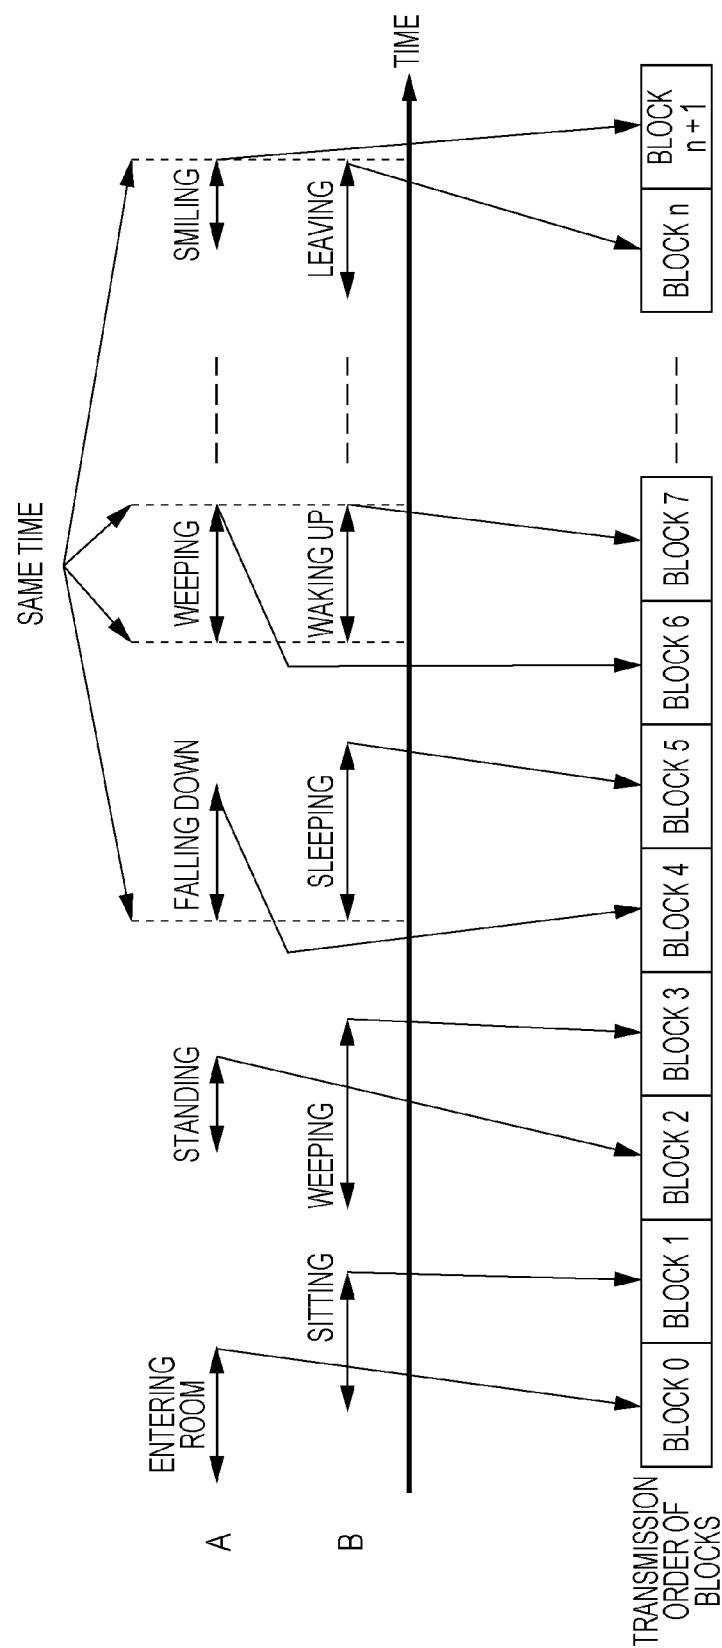 SAME TIME
A
ENTERING
ROOM
STANDING
FALLING DOWN
WEEPING
SMILING
B
SITTING
WEEPING
SLEEPING
WAKING UP
LEAVING
TIME
TRANSMISSION
ORDER OF
BLOCKS
BLOCK 0
BLOCK 1
BLOCK 2
BLOCK 3
BLOCK 4
BLOCK 5
BLOCK 6
BLOCK 7
BLOCK n
BLOCK
n + 1